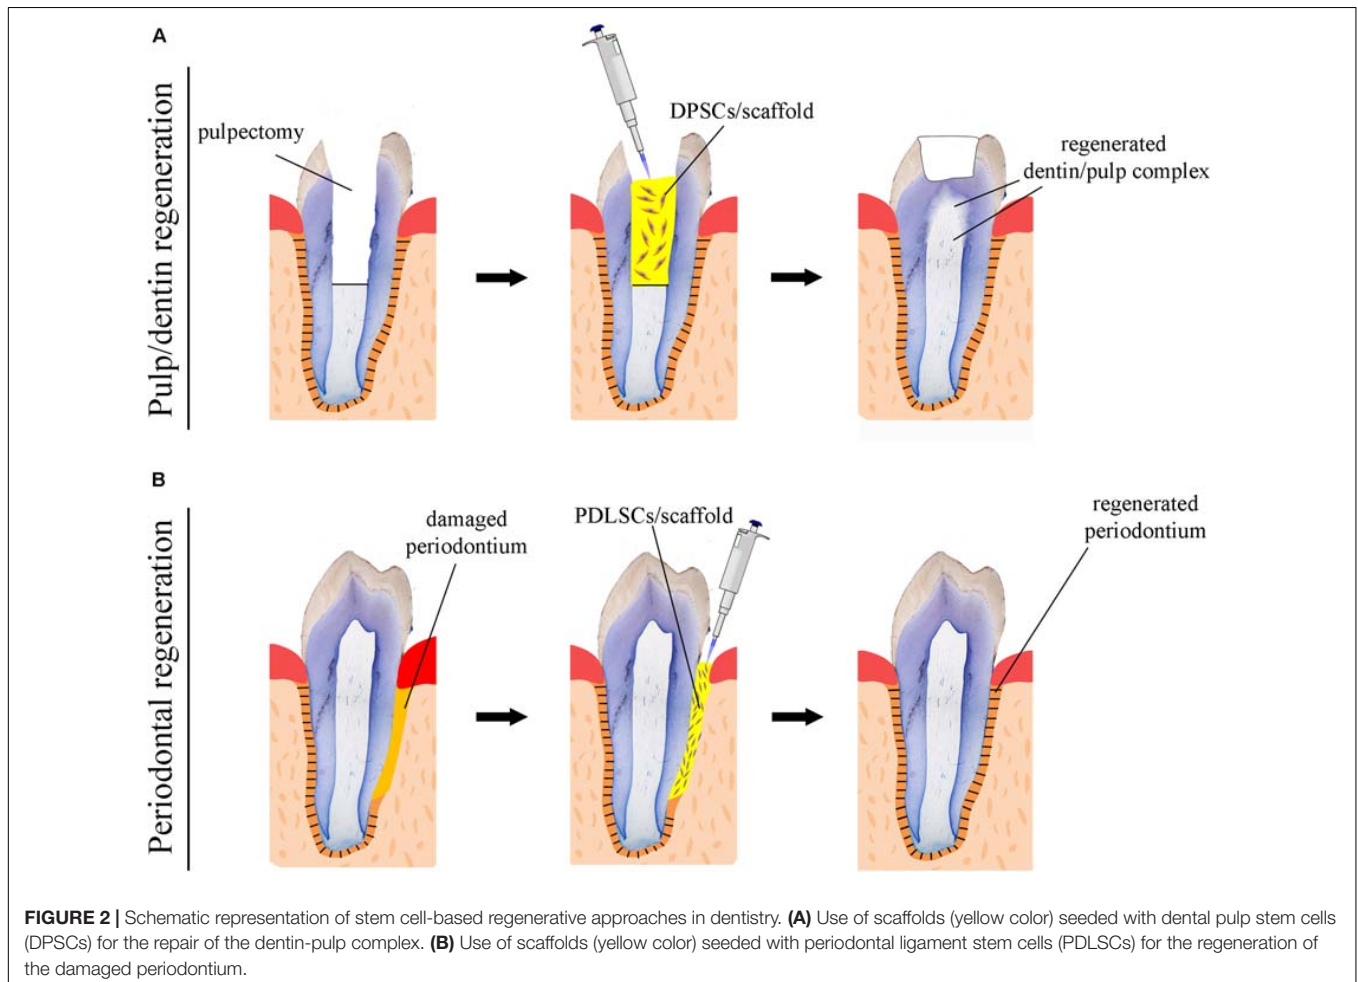 A
Pulp/dentin regeneration
pulpectomy
DPSCs/scaffold
regenerated
dentin/pulp complex
B
Periodontal regeneration
damaged
periodontium
PDLSCs/scaffold
regenerated
periodontium
FIGURE 2 | Schematic representation of stem cell-based regenerative approaches in dentistry. (A) Use of scaffolds (yellow color) seeded with dental pulp stem cells
(DPSCs) for the repair of the dentin-pulp complex. (B) Use of scaffolds (yellow color) seeded with periodontal ligament stem cells (PDLSCs) for the regeneration of
the damaged periodontium.